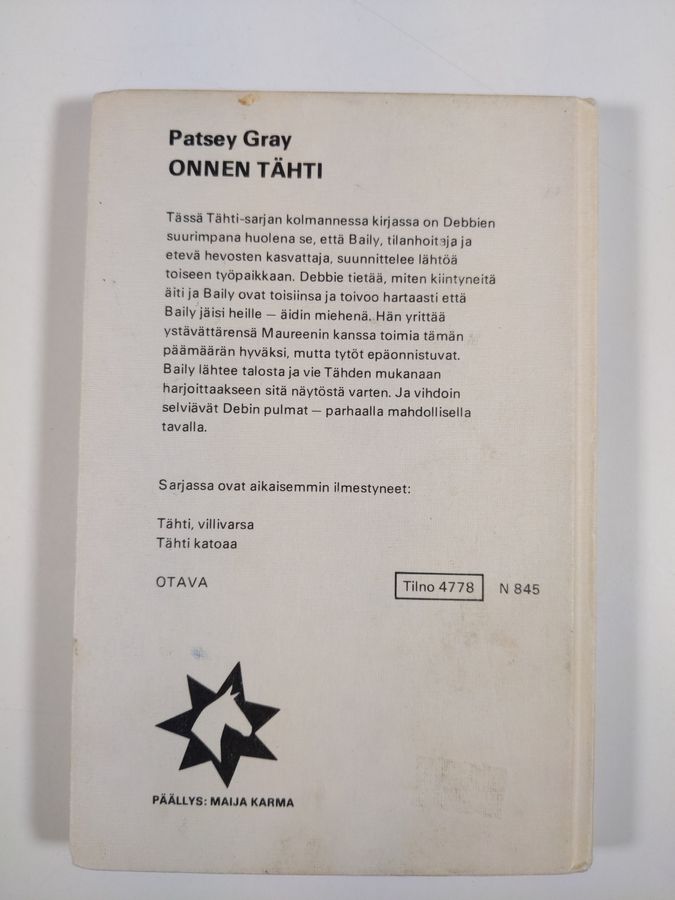 Patsey Gray
ONNEN TÄHTI
Tässä Tähti-sarjan kolmannessa kirjassa on Debbien
suurimpana huolena se, että Baily, tilanhoitaja ja
etevä hevosten kasvattaja, suunnittelee lähtöä
toiseen työpaikkaan. Debbie tietää, miten kiintyneitä
äiti ja Baily ovat toisiinsa ja toivoo hartaasti että
Baily jäisi heille — äidin miehenä. Hän yrittää
ystävättärensä Maureenin kanssa toimia tämän
päämäärän hyväksi, mutta tytöt epäonnistuvat.
Baily lähtee talosta ja vie Tähden mukanaan
harjoittaakseen sitä näytöstä varten. Ja vihdoin
selviävät Debin pulmat — parhaalla mahdollisella
tavalla.
Sarjassa ovat aikaisemmin ilmestyneet:
Tähti, villivarsa
Tähti katoaa
OTAVA
Tilno 4778 N 845
PÄÄLLYS: MAIJA KARMA